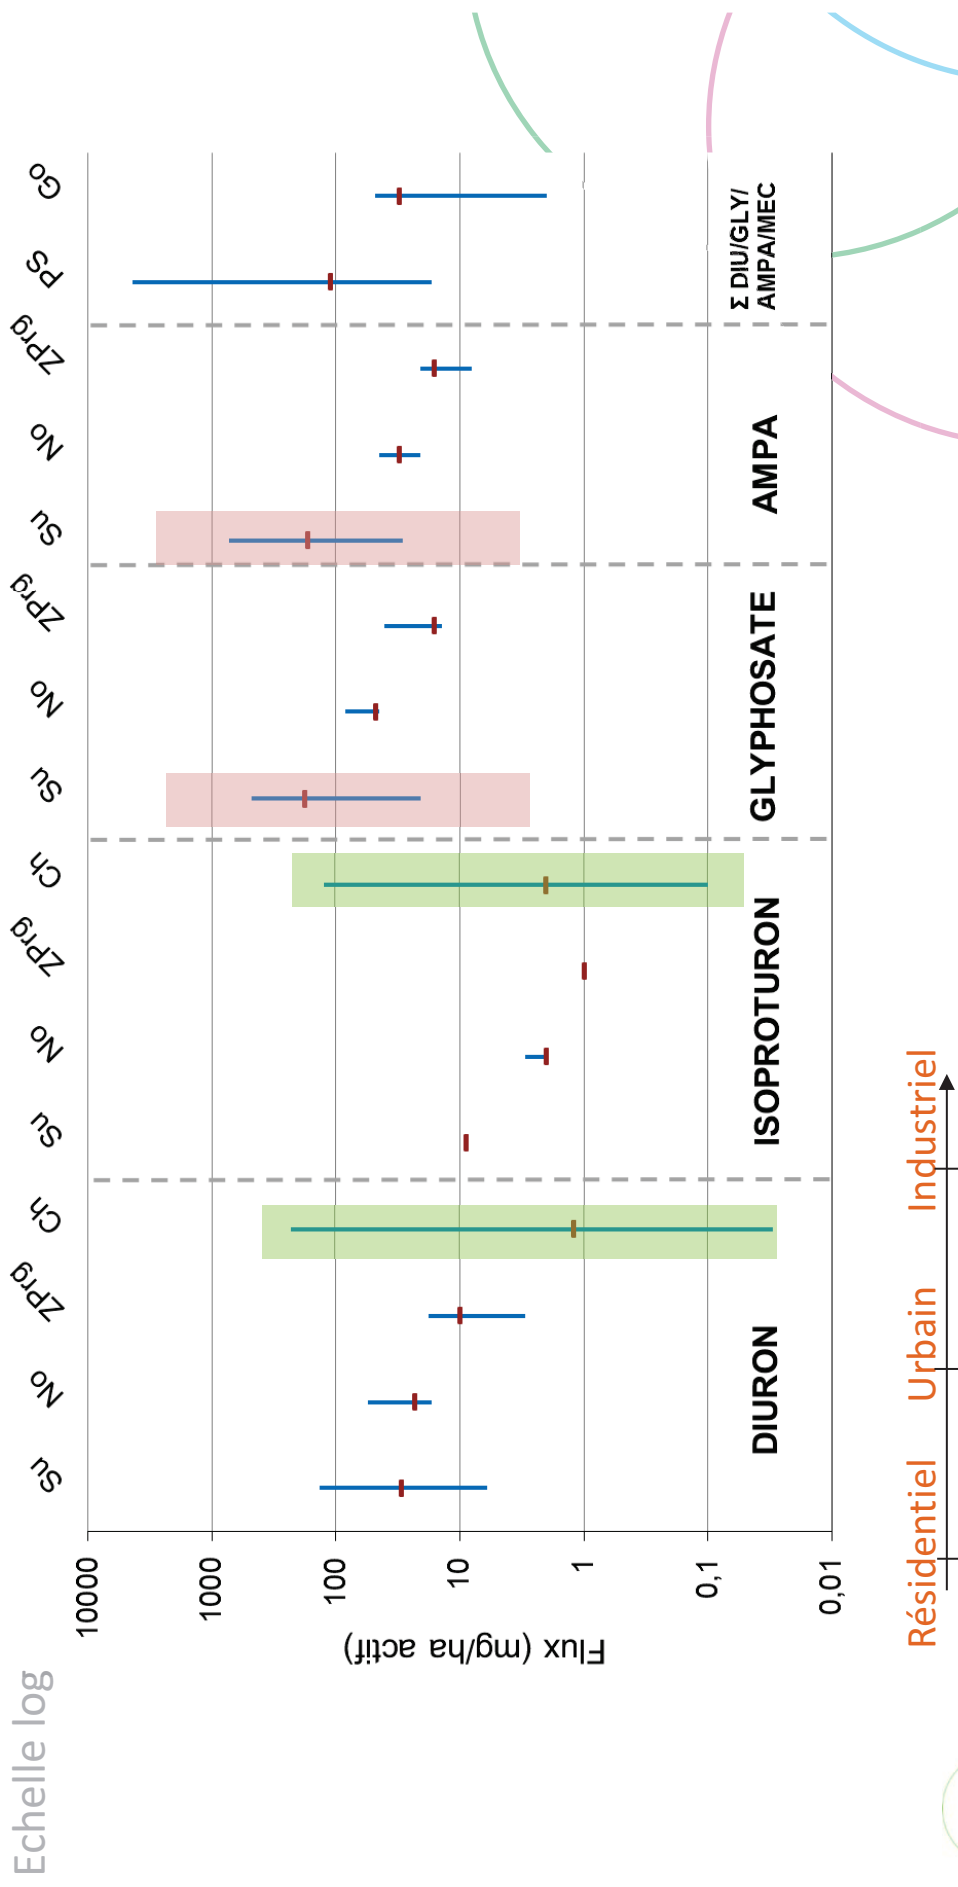 Echelle log
Su
No
ZPrg
Ch
Su
No
ZPrg
Ch
Su
No
ZPrg
Su
No
ZPrg
PS
Go
10000
1000
100
10
1
0,1
0,01
Flux (mg/ha actif)
DIURON
ISOPROTURON
GLYPHOSATE
AMPA
Σ DIU/GLY/
AMPA/MEC
Résidentiel
Urbain
Industriel